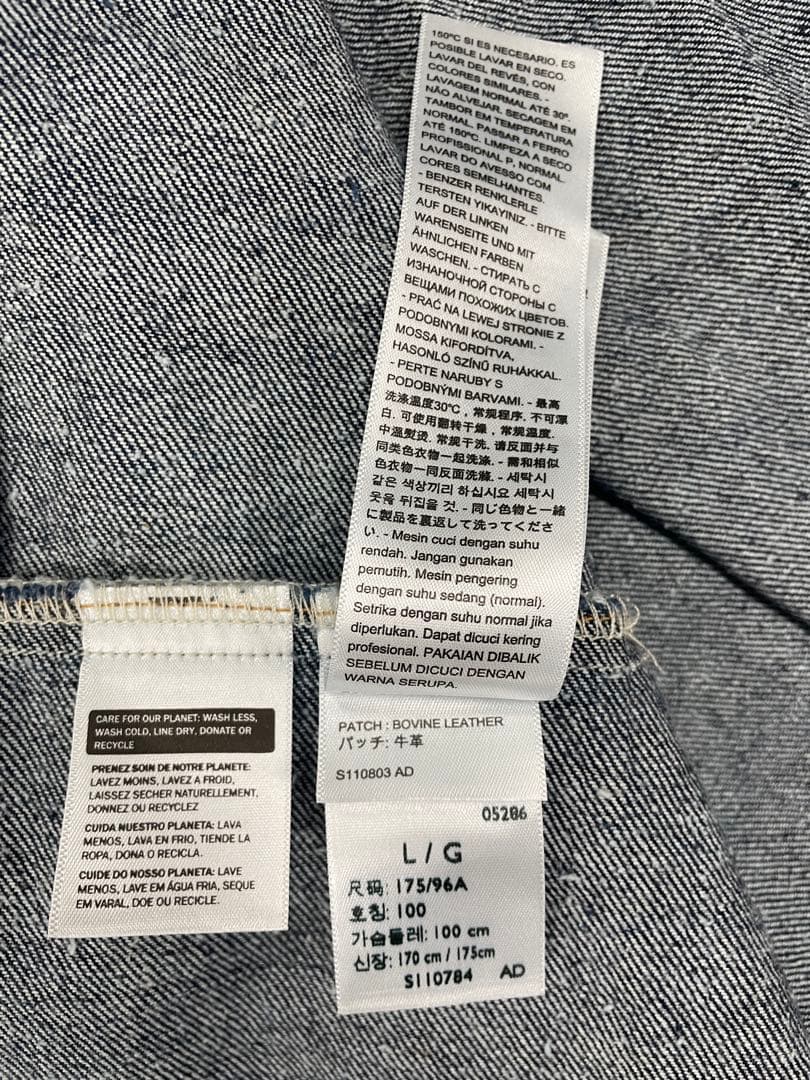 150°C SI ES NECESARIO. ES
POSIBLE LAVAR EN SECO.
LAVAR DEL REVÉS, CON
COLORES SIMILARES. -
LAVAGEM NORMAL ATÉ 30º.
NÃO ALVEJAR. SECAGEM EM
TAMBOR EM TEMPERATURA
NORMAL. PASSAR A FERRO
ATÉ 150ºC. LIMPEZA A SECO
PROFISSIONAL P, NORMAL.
LAVAR DO AVESSO COM
CORES SEMELHANTES.
- BENZER RENKLERLE
TERSTEN YIKAYINIZ. - BITTE
AUF DER LINKEN
WARENSEITE UND MIT
ÄHNLICHEN FARBEN
WASCHEN. - СТИРАТЬ С
ИЗНАНОЧНОЙ СТОРОНЫ С
ВЕЩАМИ ПОХОЖИХ ЦВЕТОВ.
- PRAĆ NA LEWEJ STRONIE Z
PODOBNYMI KOLORAMI. -
MOSSA KIFORDÍTVA,
HASONLÓ SZÍNŰ RUHÁKKAL.
- PERTE NARUBY S
PODOBNÝMI BARVAMI. - 最高
洗涤温度30℃，常规程序. 不可漂
白. 可使用翻转干燥，常规温度.
中温熨烫. 常规干洗. 请反面并与
同类色衣物一起洗涤. - 需和相似
色衣物一同反面洗滌. - 세탁시
같은 색상끼리 하십시요 세탁시
옷을 뒤집을 것. - 同じ色物と一緒
に製品を裏返して洗ってくださ
い. - Mesin cuci dengan suhu
rendah. Jangan gunakan
pemutih. Mesin pengering
dengan suhu sedang (normal).
Setrika dengan suhu normal jika
diperlukan. Dapat dicuci kering
profesional. PAKAIAN DIBALIK
SEBELUM DICUCI DENGAN
WARNA SERUPA.
CARE FOR OUR PLANET: WASH LESS,
WASH COLD, LINE DRY, DONATE OR
RECYCLE
PRENEZ SOIN DE NOTRE PLANÈTE:
LAVEZ MOINS, LAVEZ A FROID,
LAISSEZ SECHER NATURELLEMENT,
DONNEZ OU RECYCLEZ
CUIDA NUESTRO PLANETA: LAVA
MENOS, LAVA EN FRIO, TIENDE LA
ROPA, DONA O RECICLA.
CUIDE DO NOSSO PLANETA: LAVE
MENOS, LAVE EM ÁGUA FRIA, SEQUE
EM VARAL, DOE OU RECICLE.
PATCH : BOVINE LEATHER
パッチ: 牛革
S110803 AD
05286
L / G
尺码: 175/96A
호칭: 100
가슴둘레: 100 cm
신장: 170 cm / 175cm
S110784 AD